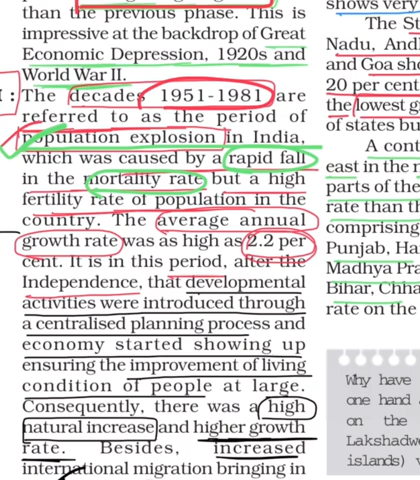 than the previous phase. This is
impressive at the backdrop of Great
Economic Depression, 1920s and
World War II.
The decades 1951-1981 are
referred to as the period of
population explosion in India,
which was caused by a rapid fall
in the mortality rate but a high
fertility rate of population in the
country. The average annual
growth rate was as high as 2.2 per
cent. It is in this period, after the
Independence, that developmental
activities were introduced through
a centralised planning process and
economy started showing up
ensuring the improvement of living
condition of people at large.
Consequently, there was a high
natural increase and higher growth
rate. Besides, increased
international migration bringing in
shows very
The St
Nadu, And
and Goa sho
20 per cent
the lowest g
of states bu
A cont
east in the n
parts of the
rate than th
comprising
Punjab, Ha
Madhya Pra
Bihar, Chha
rate on the
Why have
one hand a
on the
Lakshadwe
islands) v